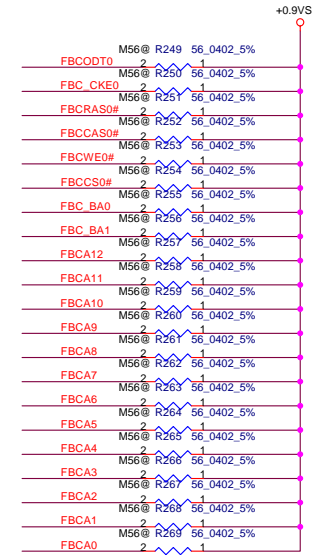 +0.9VS
M56@ R249 56_0402_5%
FBCODT0 2 1
M56@ R250 56_0402_5%
FBC_CKE0 2 1
M56@ R251 56_0402_5%
FBCRAS0# 2 1
M56@ R252 56_0402_5%
FBCCAS0# 2 1
M56@ R253 56_0402_5%
FBCWE0# 2 1
M56@ R254 56_0402_5%
FBCCS0# 2 1
M56@ R255 56_0402_5%
FBC_BA0 2 1
M56@ R256 56_0402_5%
FBC_BA1 2 1
M56@ R257 56_0402_5%
FBCA12 2 1
M56@ R258 56_0402_5%
FBCA11 2 1
M56@ R259 56_0402_5%
FBCA10 2 1
M56@ R260 56_0402_5%
FBCA9 2 1
M56@ R261 56_0402_5%
FBCA8 2 1
M56@ R262 56_0402_5%
FBCA7 2 1
M56@ R263 56_0402_5%
FBCA6 2 1
M56@ R264 56_0402_5%
FBCA5 2 1
M56@ R265 56_0402_5%
FBCA4 2 1
M56@ R266 56_0402_5%
FBCA3 2 1
M56@ R267 56_0402_5%
FBCA2 2 1
M56@ R268 56_0402_5%
FBCA1 2 1
M56@ R269 56_0402_5%
FBCA0 2 1